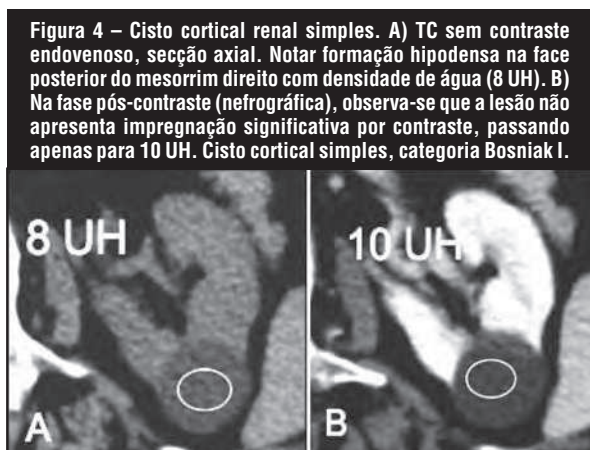 Figura 4 – Cisto cortical renal simples. A) TC sem contraste
endovenoso, secção axial. Notar formação hipodensa na face
posterior do mesorrim direito com densidade de água (8 UH). B)
Na fase pós-contraste (nefrográfica), observa-se que a lesão não
apresenta impregnação significativa por contraste, passando
apenas para 10 UH. Cisto cortical simples, categoria Bosniak I.
8 UH
10 UH
A
B